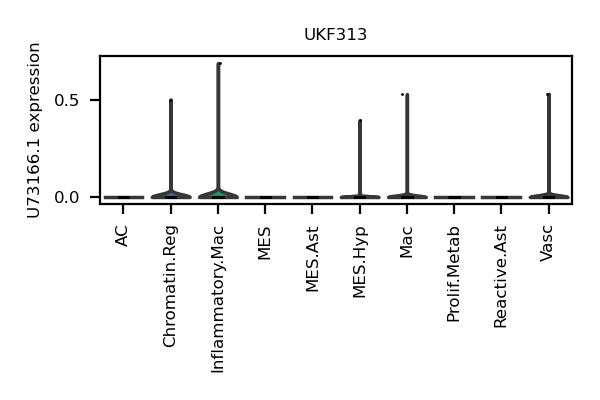 UKF313
U73166.1 expression
0.5
0.0
AC
Chromatin.Reg
Inflammatory.Mac
MES
MES.Ast
MES.Hyp
Mac
Prolif.Metab
Reactive.Ast
Vasc